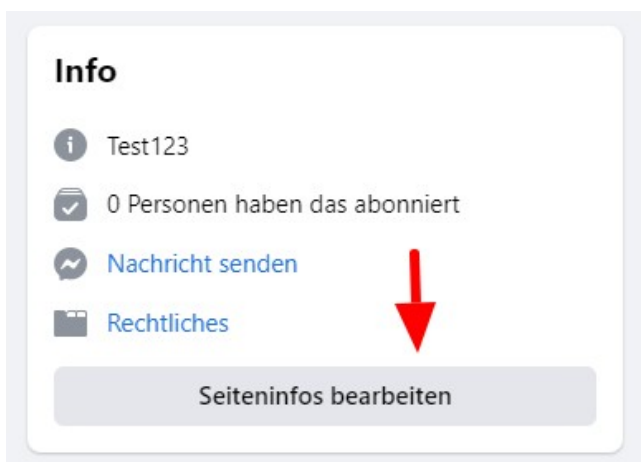 Info
Test123
0 Personen haben das abonniert
Nachricht senden
Rechtliches
Seiteninfos bearbeiten